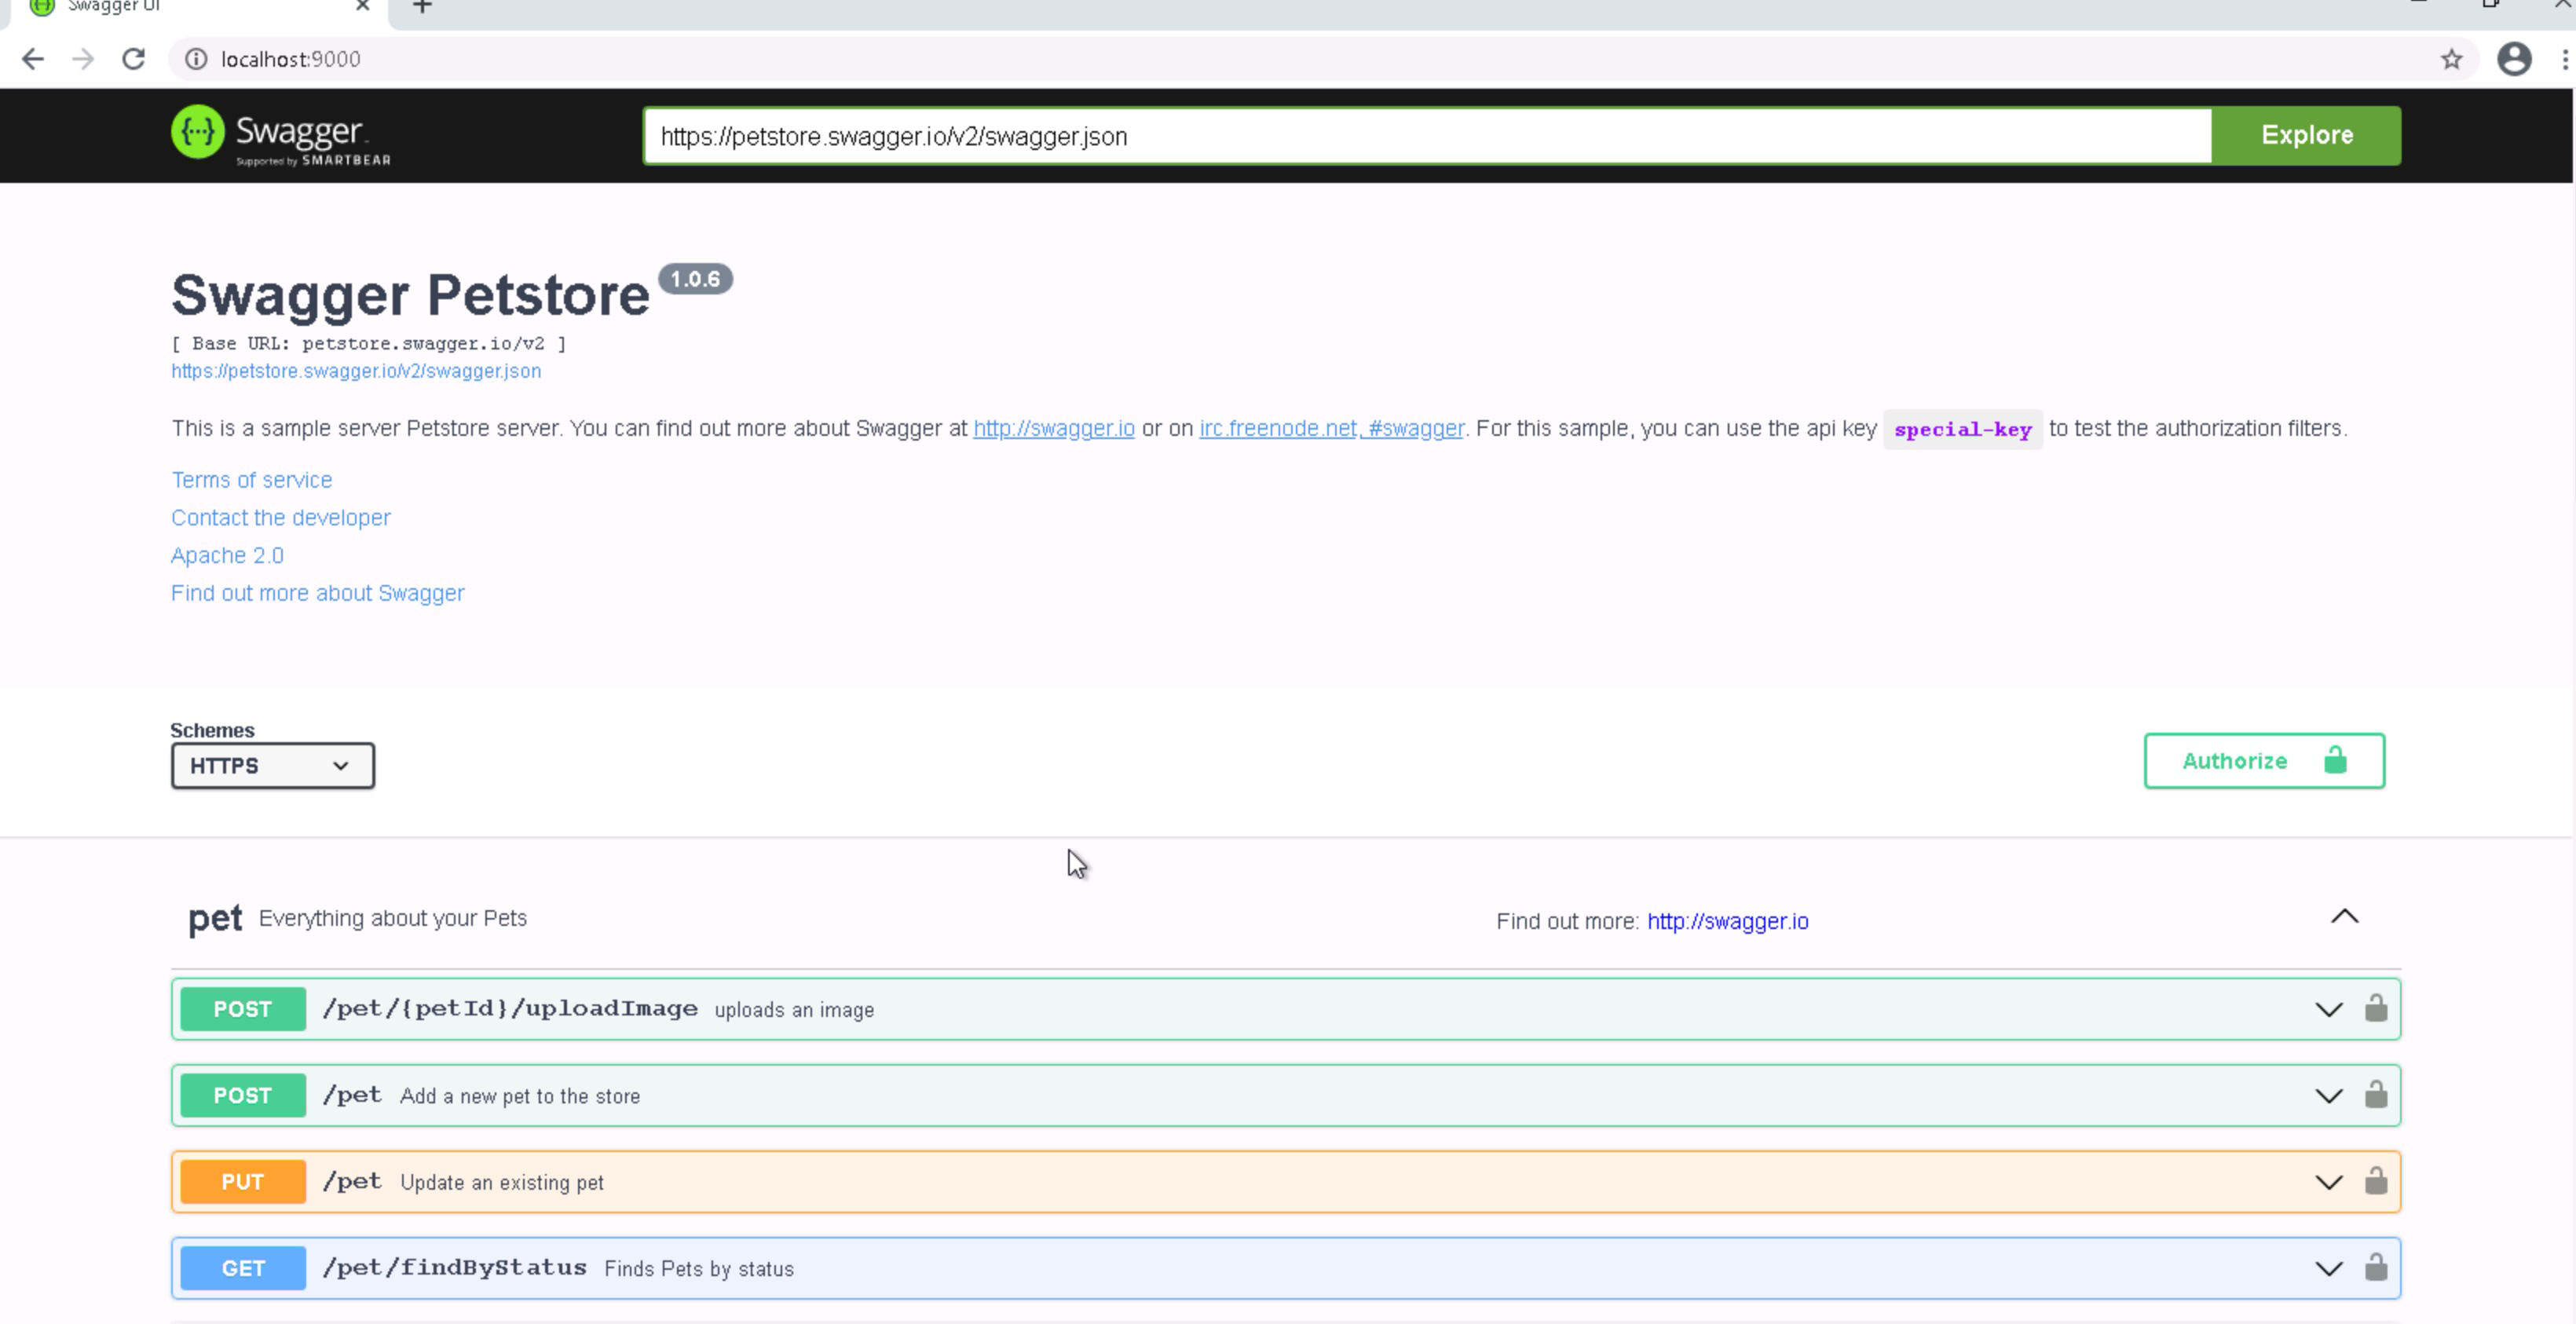 Swagger UI
localhost:9000
{···} Swagger.
Supported by SMARTBEAR
https://petstore.swagger.io/v2/swagger.json
Explore
Swagger Petstore 1.0.6
[ Base URL: petstore.swagger.io/v2 ]
https://petstore.swagger.io/v2/swagger.json
This is a sample server Petstore server. You can find out more about Swagger at http://swagger.io or on irc.freenode.net, #swagger. For this sample, you can use the api key special-key to test the authorization filters.
Terms of service
Contact the developer
Apache 2.0
Find out more about Swagger
Schemes
HTTPS
Authorize
pet Everything about your Pets
Find out more: http://swagger.io
POST /pet/{petId}/uploadImage uploads an image
POST /pet Add a new pet to the store
PUT /pet Update an existing pet
GET /pet/findByStatus Finds Pets by status